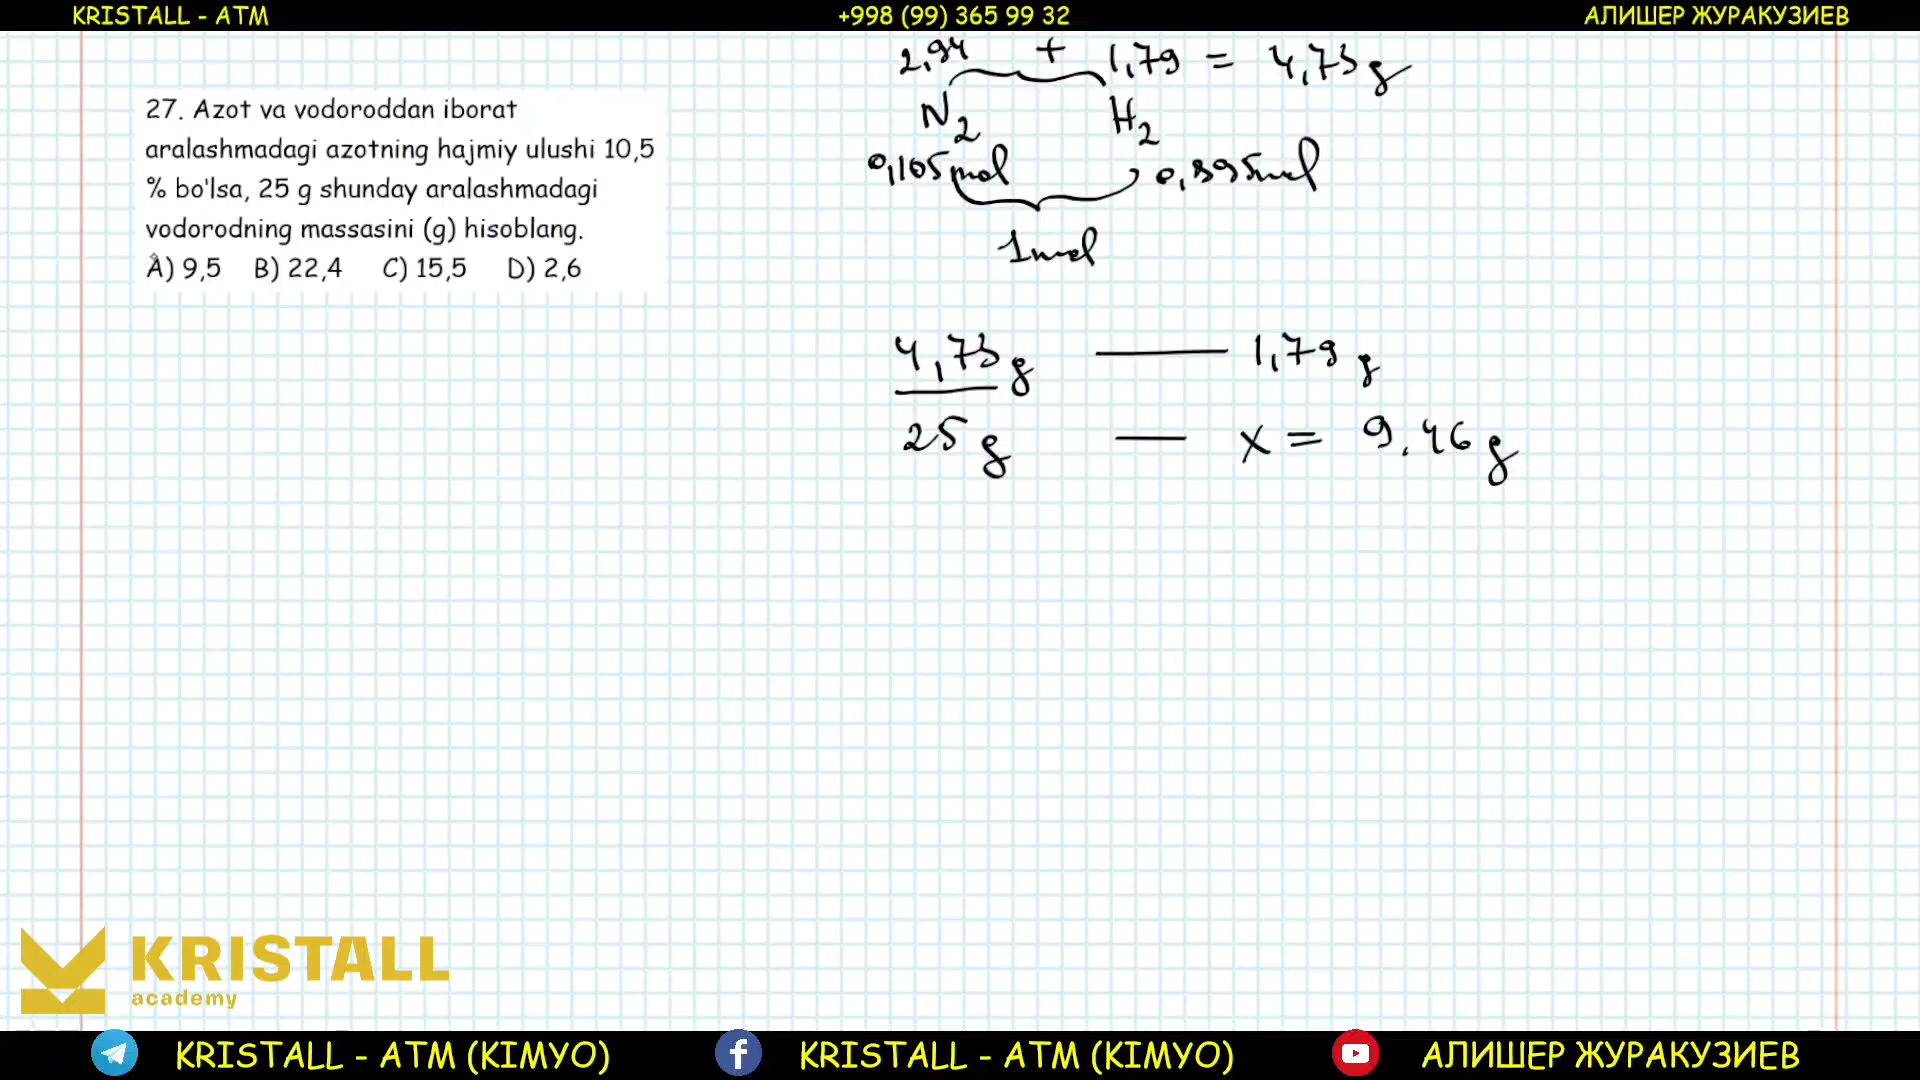 KRISTALL - ATM
+998 (99) 365 99 32
АЛИШЕР ЖУРАКУЗИЕВ
27. Azot va vodoroddan iborat
aralashmadagi azotning hajmiy ulushi 10,5
% bo'lsa, 25 g shunday aralashmadagi
vodorodning massasini (g) hisoblang.
A) 9,5 B) 22,4 C) 15,5 D) 2,6
2,94 + 1,79 = 4,73 g
N2 H2
0,105 mol 0,895 mol
1 mol
4,73 g — 1,79 g
25 g — x = 9.46 g
KRISTALL
academy
KRISTALL - ATM (KIMYO)
KRISTALL - ATM (KIMYO)
АЛИШЕР ЖУРАКУЗИЕВ